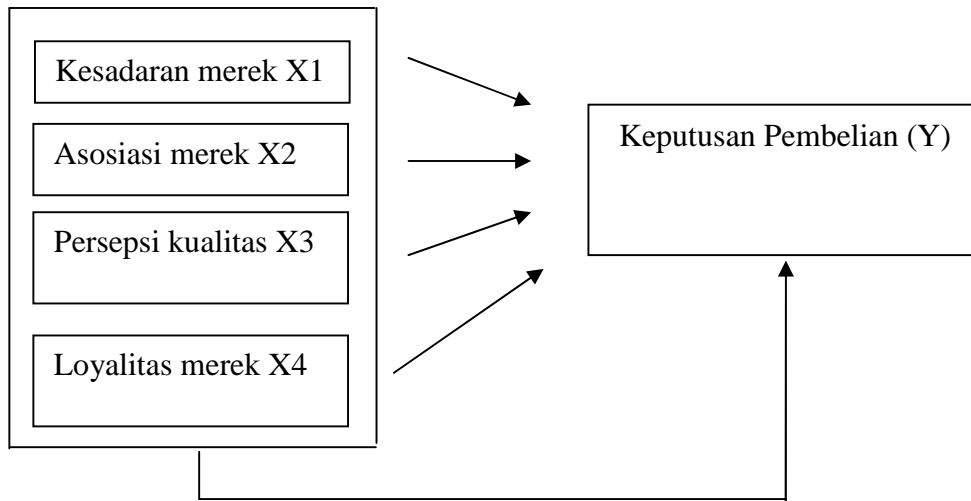 Kesadaran merek X1
Asosiasi merek X2
Persepsi kualitas X3
Loyalitas merek X4
Keputusan Pembelian (Y)